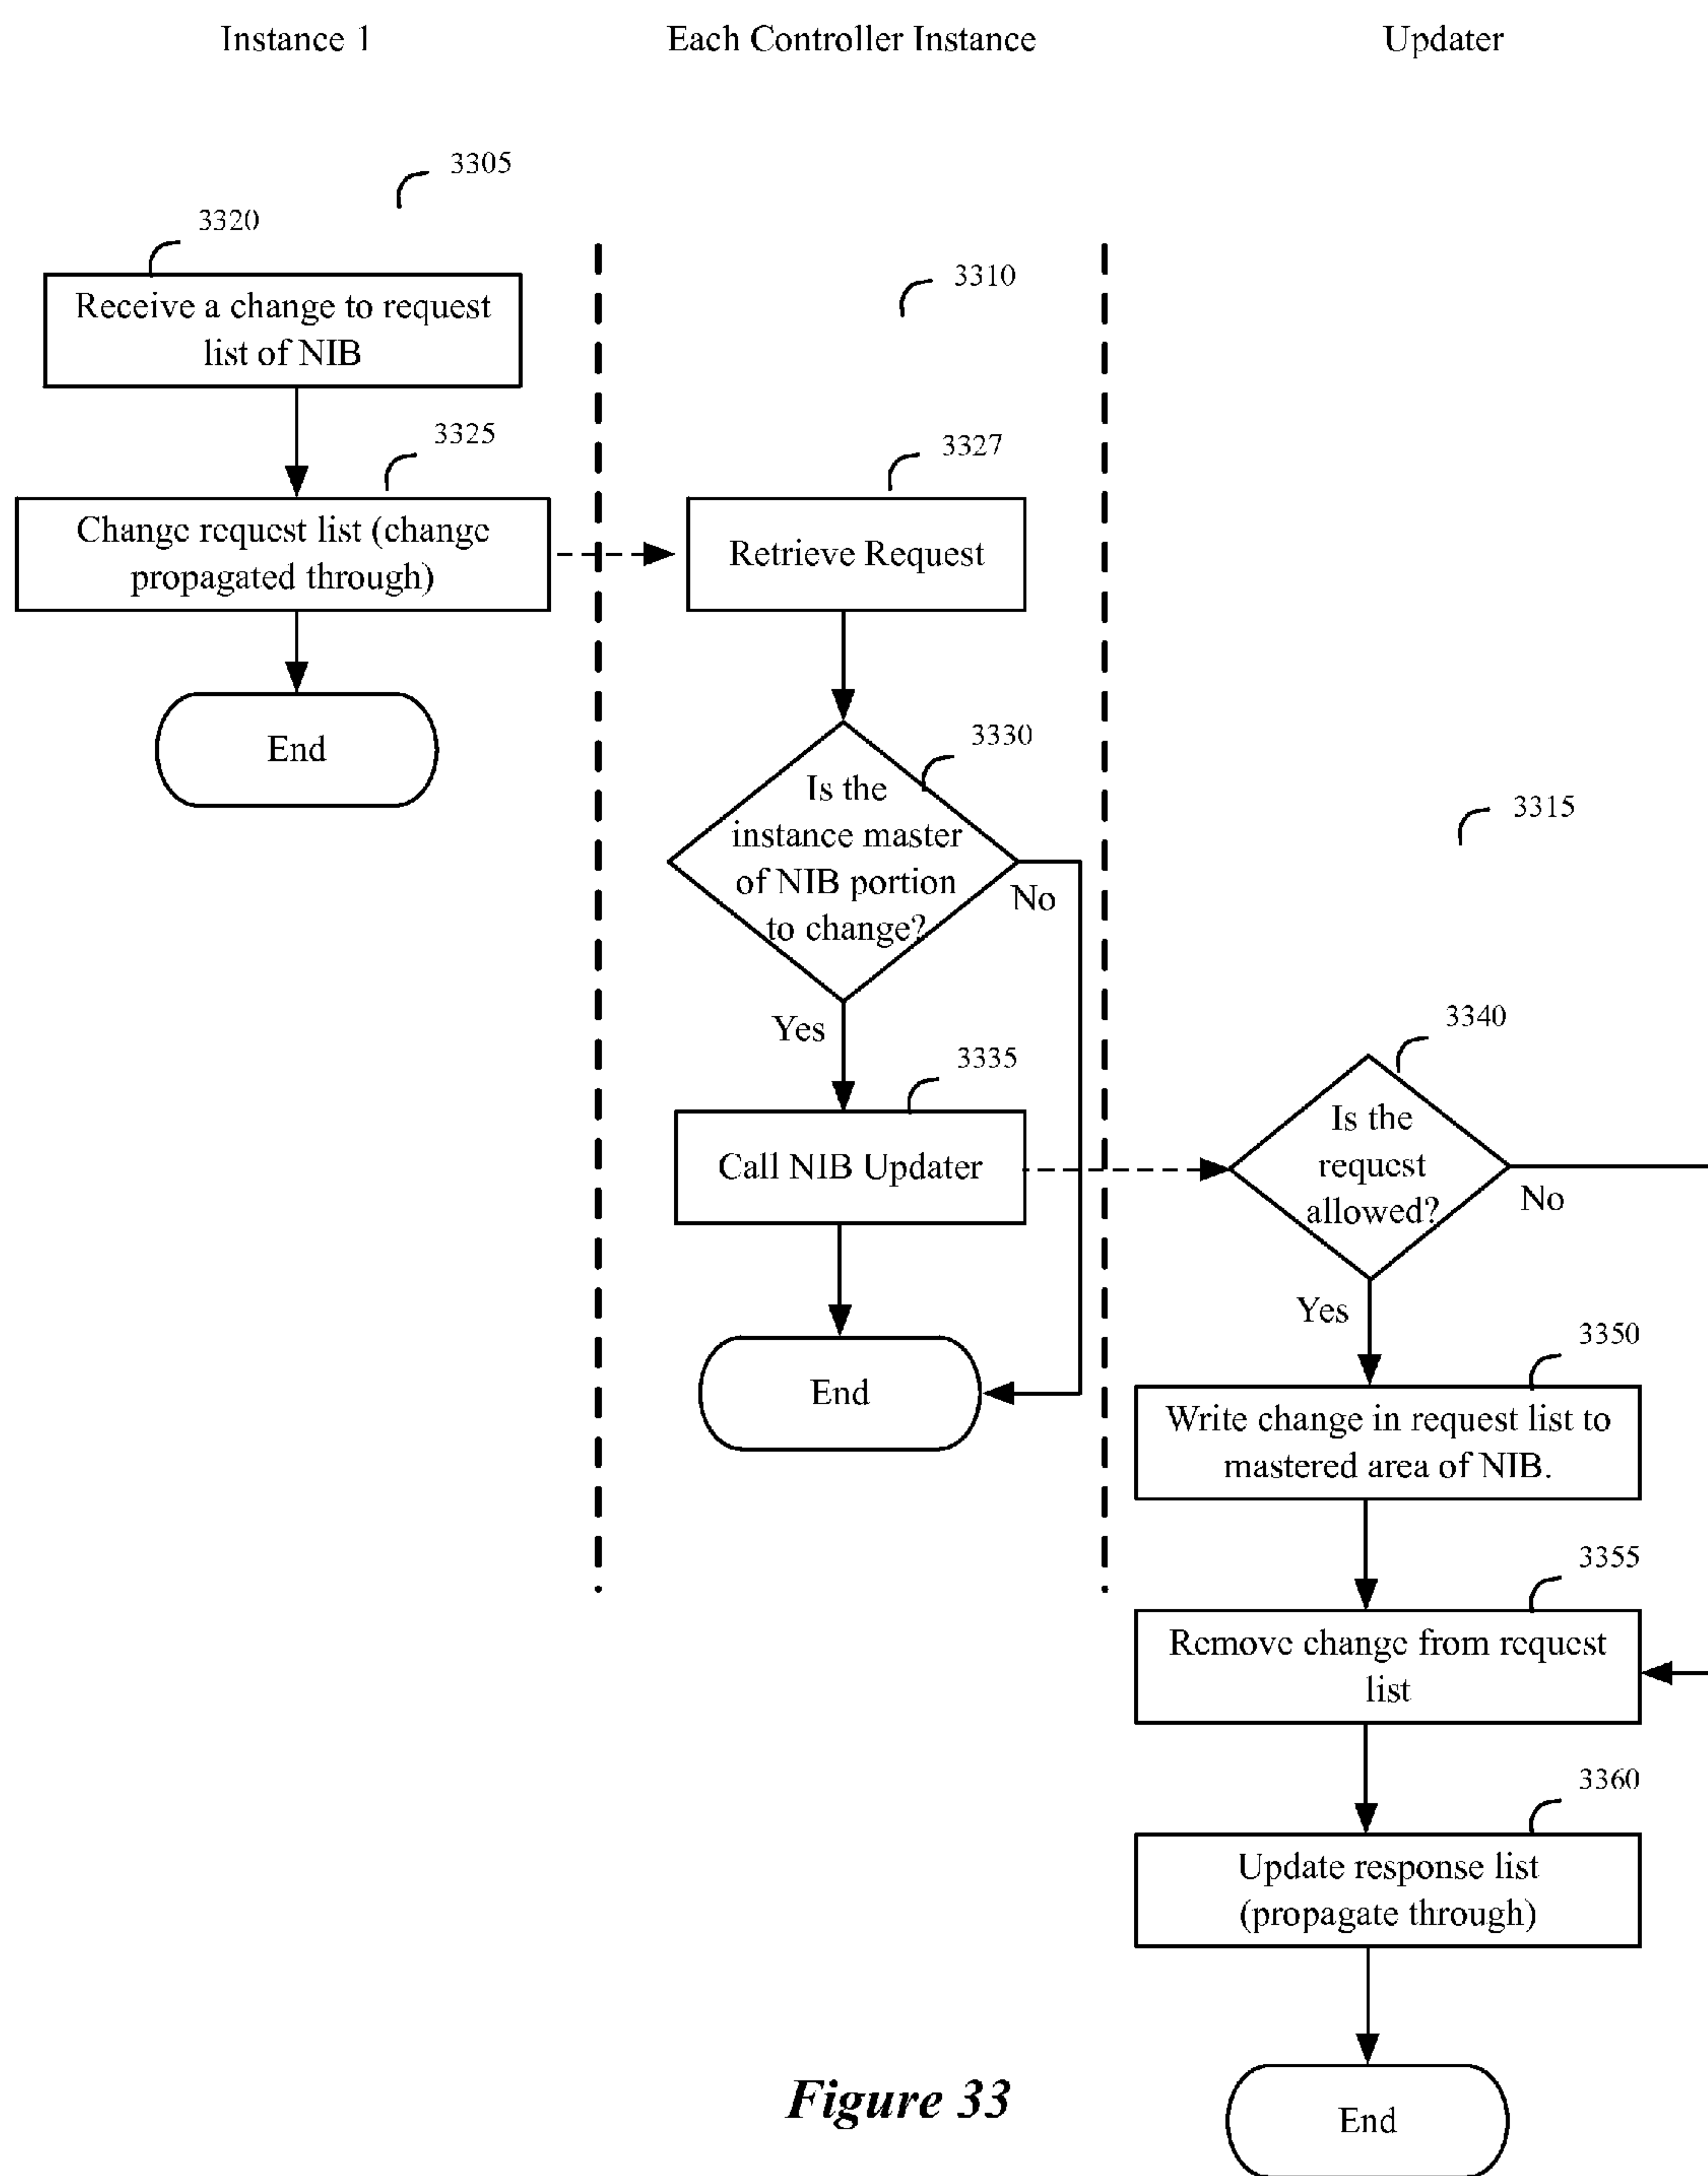 Instance 1
Each Controller Instance
Updater
3305
3320
Receive a change to request
list of NIB
3325
Change request list (change
propagated through)
End
3310
3327
Retrieve Request
3330
Is the
instance master
of NIB portion
to change?
No
Yes
3335
Call NIB Updater
End
3315
3340
Is the
request
allowed?
No
Yes
3350
Write change in request list to
mastered area of NIB.
3355
Remove change from request
list
3360
Update response list
(propagate through)
End
Figure 33